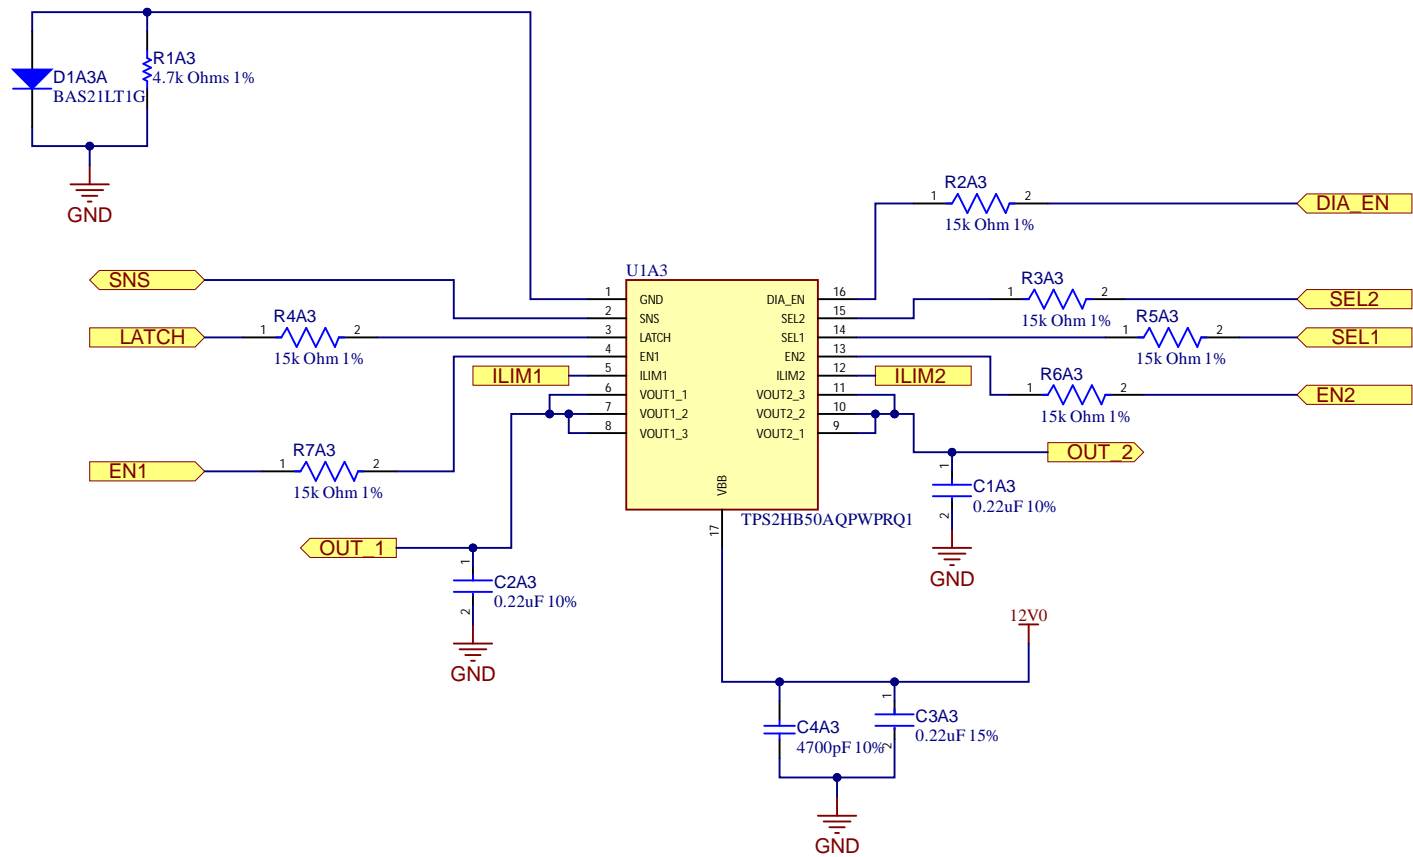 R1A3
4.7k Ohms 1%
D1A3A
BAS21LT1G
GND
R2A3
1 2
15k Ohm 1%
DIA_EN
SNS
U1A3
R3A3
1 2
15k Ohm 1%
SEL2
LATCH
R4A3
1 2
15k Ohm 1%
R5A3
1 2
15k Ohm 1%
SEL1
1 GND
2 SNS
3 LATCH
4 EN1
5 ILIM1
6 VOUT1_1
7 VOUT1_2
8 VOUT1_3
DIA_EN 16
SEL2 15
SEL1 14
EN2 13
ILIM2 12
VOUT2_3 11
VOUT2_2 10
VOUT2_1 9
VBB
17
TPS2HB50AQPWPRQ1
ILIM1
ILIM2
R6A3
1 2
15k Ohm 1%
EN2
EN1
R7A3
1 2
15k Ohm 1%
OUT_2
1
C1A3
0.22uF 10%
2
GND
OUT_1
1
C2A3
0.22uF 10%
2
GND
12V0
C4A3
4700pF 10%
1
C3A3
0.22uF 15%
2
GND